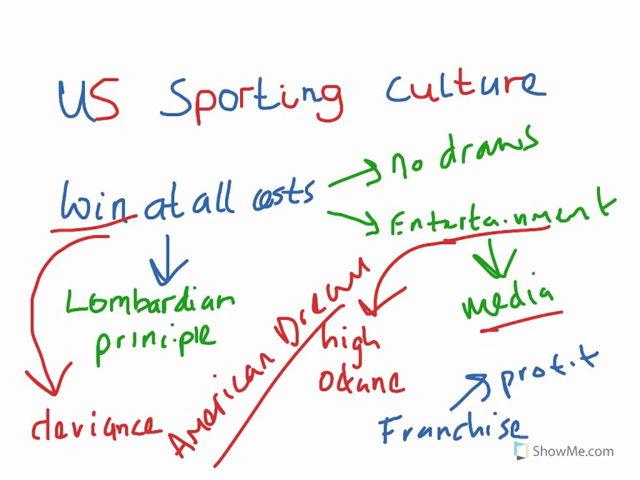 US Sporting Culture
Win at all costs
no draws
Entertainment
Lombardian
principle
media
American Dream
high
octane
profit
deviance
Franchise
ShowMe.com